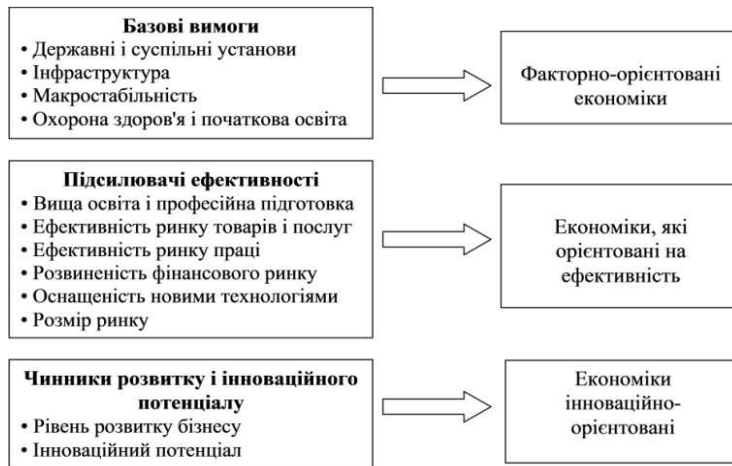 Базові вимоги
• Державні і суспільні установи
• Інфраструктура
• Макростабільність
• Охорона здоров'я і початкова освіта
Факторно-орієнтовані
економіки
Підсилювачі ефективності
• Вища освіта і професійна підготовка
• Ефективність ринку товарів і послуг
• Ефективність ринку праці
• Розвиненість фінансового ринку
• Оснащеність новими технологіями
• Розмір ринку
Економіки, які
орієнтовані на
ефективність
Чинники розвитку і інноваційного
потенціалу
• Рівень розвитку бізнесу
• Інноваційний потенціал
Економіки
інноваційно-
орієнтовані